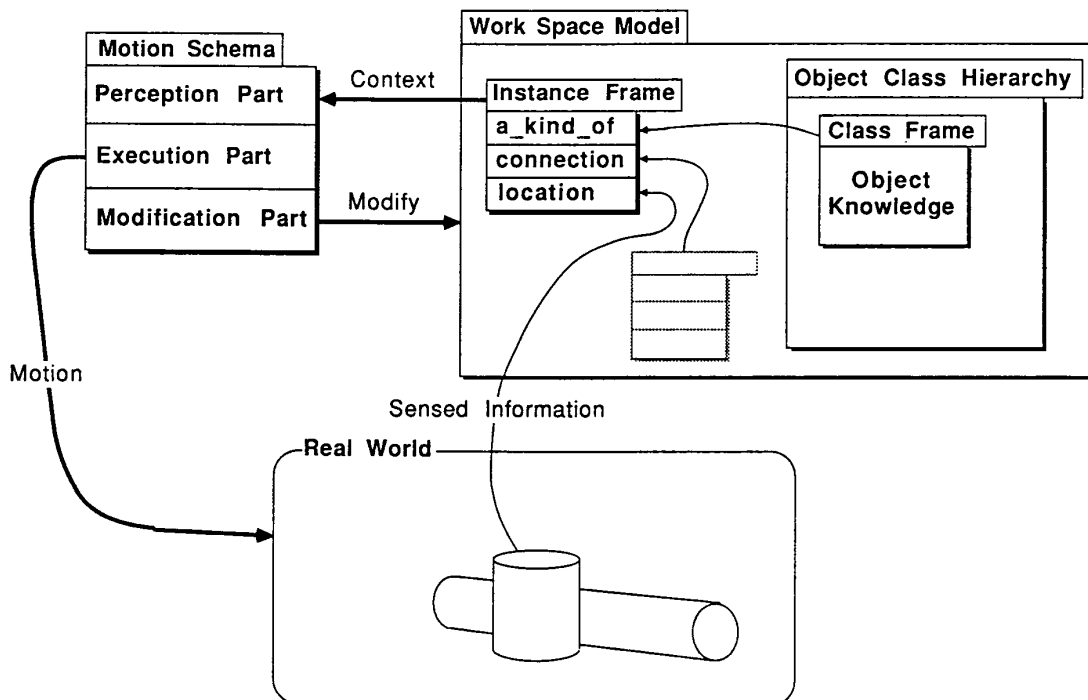 Work Space Model
Motion Schema
Perception Part
Execution Part
Modification Part
Context
Modify
Instance Frame
a_kind_of
connection
location
Object Class Hierarchy
Class Frame
Object
Knowledge
Motion
Sensed Information
Real World